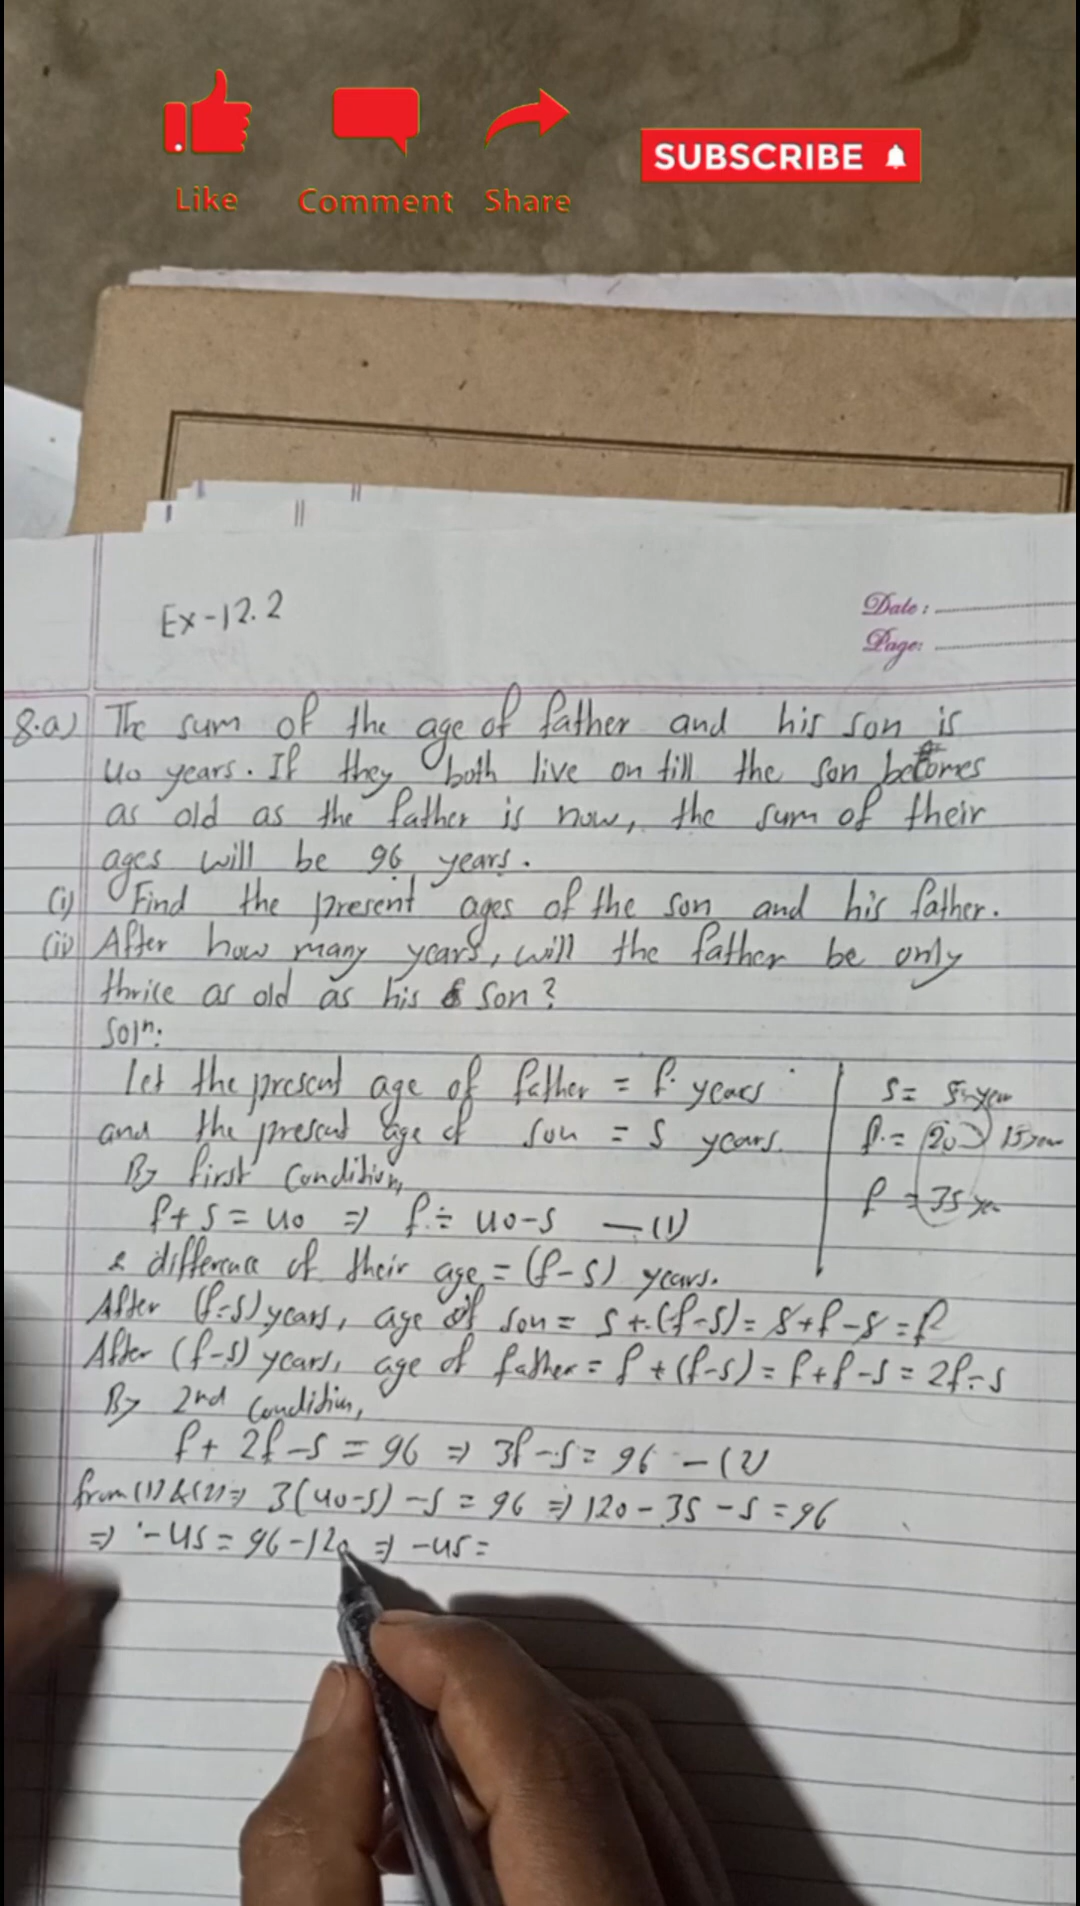 Like Comment Share SUBSCRIBE
Ex-12.2
Date:
Page:
8.a) The sum of the age of father and his son is
40 years. If they both live on till the son becomes
as old as the father is now, the sum of their
ages will be 96 years.
(i) Find the present ages of the son and his father.
(ii) After how many years, will the father be only
thrice as old as his son?
Soln:
Let the present age of father = f years
and the present age of son = s years.
s = 5 year
f = 20 15 year
f = 35 yr
By first Condition,
f + s = 40 ⇒ f = 40 - s — (1)
& difference of their age = (f-s) years.
After (f-s) years, age of son = s + (f-s) = s+f-s = f
After (f-s) years, age of father = f + (f-s) = f+f-s = 2f-s
By 2nd Condition,
f + 2f - s = 96 ⇒ 3f - s = 96 — (2)
from (1) & (2) ⇒ 3(40-s) - s = 96 ⇒ 120 - 3s - s = 96
⇒ -4s = 96 - 120 ⇒ -4s =